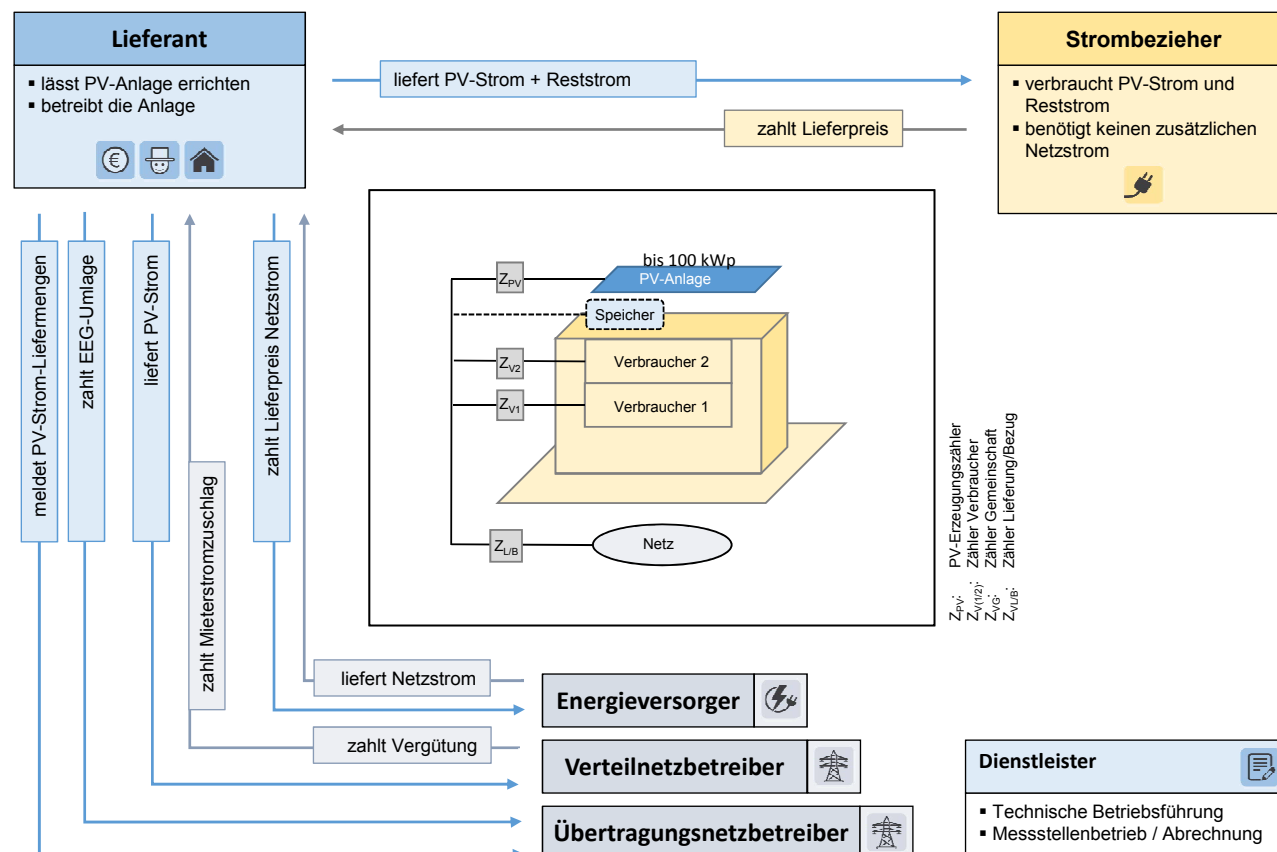 Lieferant
▪ lässt PV-Anlage errichten
▪ betreibt die Anlage
liefert PV-Strom + Reststrom
zahlt Lieferpreis
Strombezieher
▪ verbraucht PV-Strom und
Reststrom
▪ benötigt keinen zusätzlichen
Netzstrom
meldet PV-Strom-Liefermengen
zahlt EEG-Umlage
liefert PV-Strom
zahlt Mieterstromzuschlag
zahlt Lieferpreis Netzstrom
bis 100 kWp
PV-Anlage
Z_PV
Speicher
Z_V2
Verbraucher 2
Z_V1
Verbraucher 1
Z_L/B
Netz
Z_PV: PV-Erzeugungszähler
Z_V(1/2): Zähler Verbraucher
Z_VG: Zähler Gemeinschaft
Z_VL/B: Zähler Lieferung/Bezug
liefert Netzstrom
Energieversorger
zahlt Vergütung
Verteilnetzbetreiber
Übertragungsnetzbetreiber
Dienstleister
▪ Technische Betriebsführung
▪ Messstellenbetrieb / Abrechnung